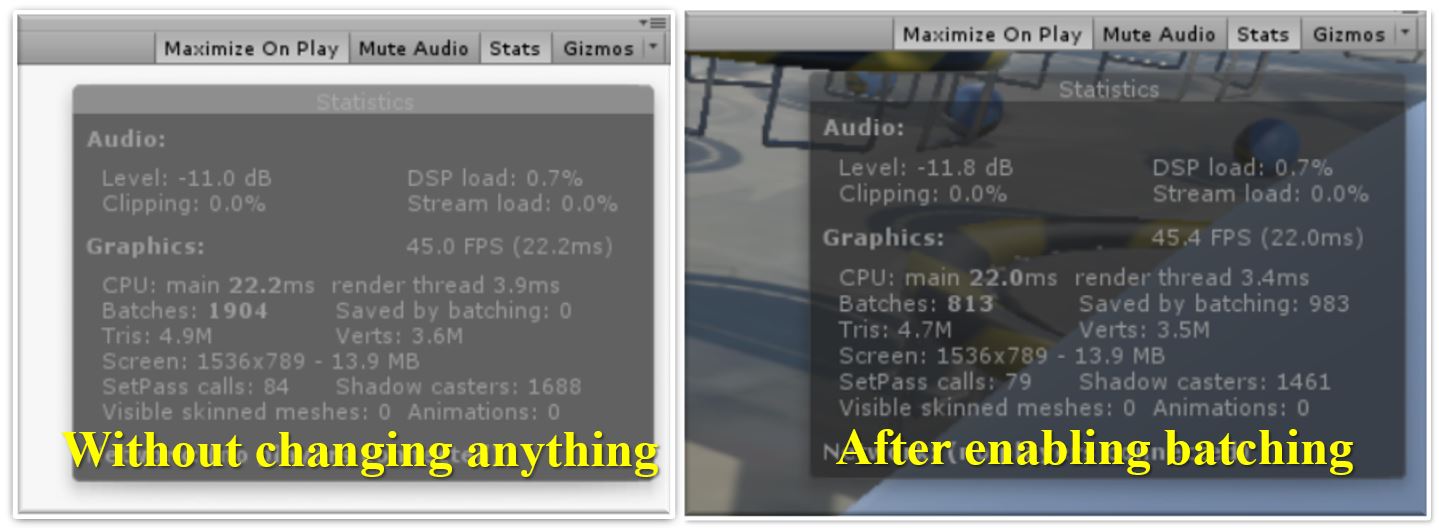 Maximize On Play Mute Audio Stats Gizmos
Statistics
Audio:
Level: -11.0 dB DSP load: 0.7%
Clipping: 0.0% Stream load: 0.0%
Graphics: 45.0 FPS (22.2ms)
CPU: main 22.2ms render thread 3.9ms
Batches: 1904 Saved by batching: 0
Tris: 4.9M Verts: 3.6M
Screen: 1536x789 - 13.9 MB
SetPass calls: 84 Shadow casters: 1688
Visible skinned meshes: 0 Animations: 0
Without changing anything
Maximize On Play Mute Audio Stats Gizmos
Statistics
Audio:
Level: -11.8 dB DSP load: 0.7%
Clipping: 0.0% Stream load: 0.0%
Graphics: 45.4 FPS (22.0ms)
CPU: main 22.0ms render thread 3.4ms
Batches: 813 Saved by batching: 983
Tris: 4.7M Verts: 3.5M
Screen: 1536x789 - 13.9 MB
SetPass calls: 79 Shadow casters: 1461
Visible skinned meshes: 0 Animations: 0
After enabling batching